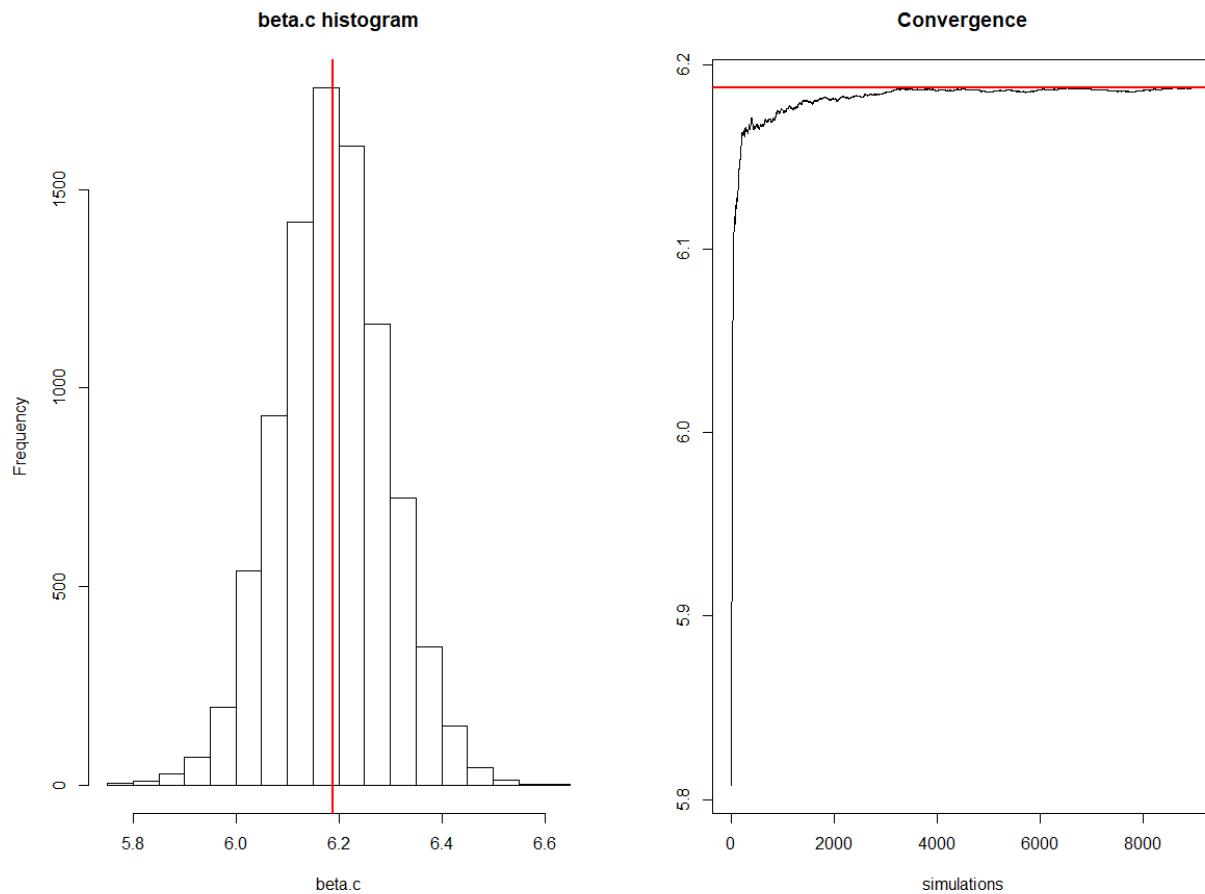 beta.c histogram
Frequency
0
500
1000
1500
5.8 6.0 6.2 6.4 6.6
beta.c
Convergence
5.8
5.9
6.0
6.1
6.2
0 2000 4000 6000 8000
simulations